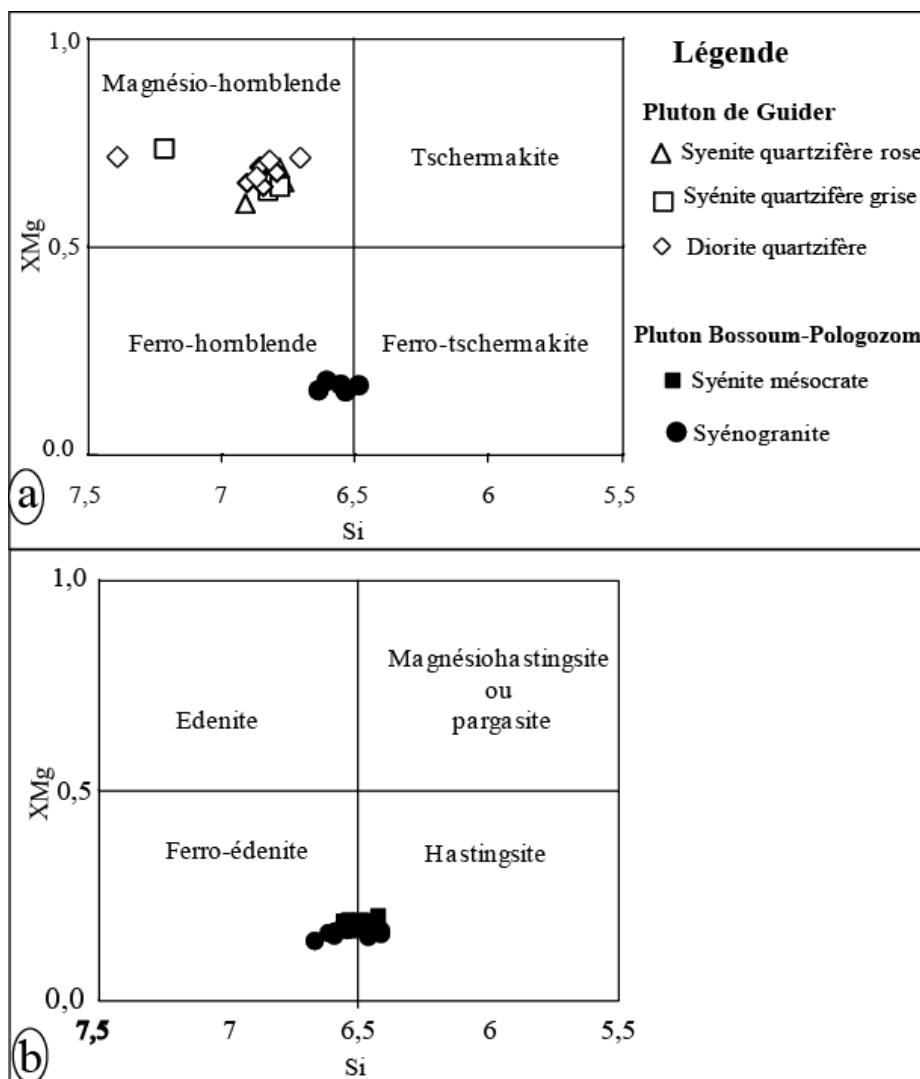 1,0
Magnésio-hornblende
Tschermakite
XMg
0,5
Ferro-hornblende
Ferro-tschermakite
0.0
7,5
7
6,5
6
5,5
Si
a
Légende
Pluton de Guider
Syenite quartzifère rose
Syénite quartzifère grise
Diorite quartzifère
Pluton Bossoum-Pologozom
Syénite mésocrate
Syénogranite
1,0
Magnésiohastingsite
ou
pargasite
Edenite
XMg
0,5
Ferro-édenite
Hastingsite
0,0
7,5
7
6,5
6
5,5
Si
b